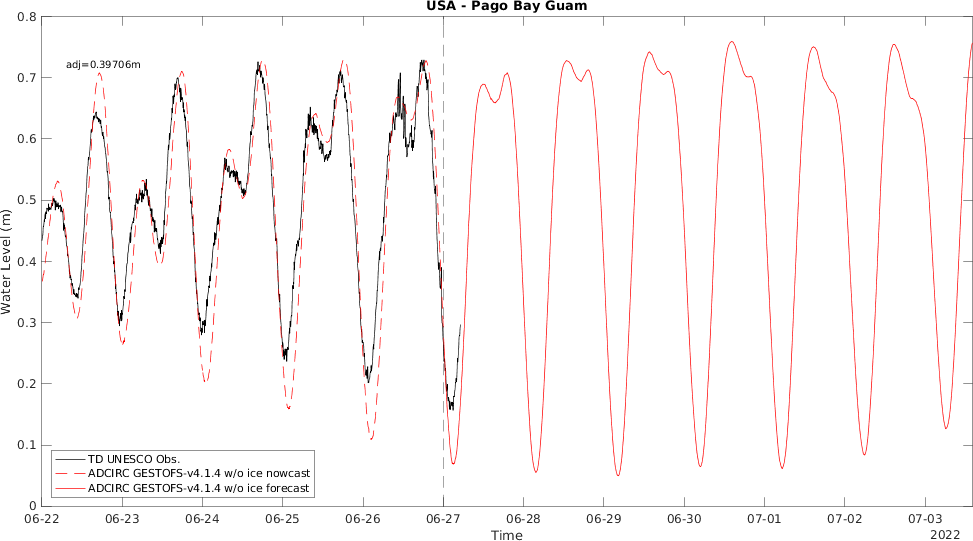 USA - Pago Bay Guam
adj=0.39706m
Water Level (m)
0.8
0.7
0.6
0.5
0.4
0.3
0.2
0.1
0
TD UNESCO Obs.
ADCIRC GESTOFS-v4.1.4 w/o ice nowcast
ADCIRC GESTOFS-v4.1.4 w/o ice forecast
06-22 06-23 06-24 06-25 06-26 06-27 06-28 06-29 06-30 07-01 07-02 07-03
Time
2022